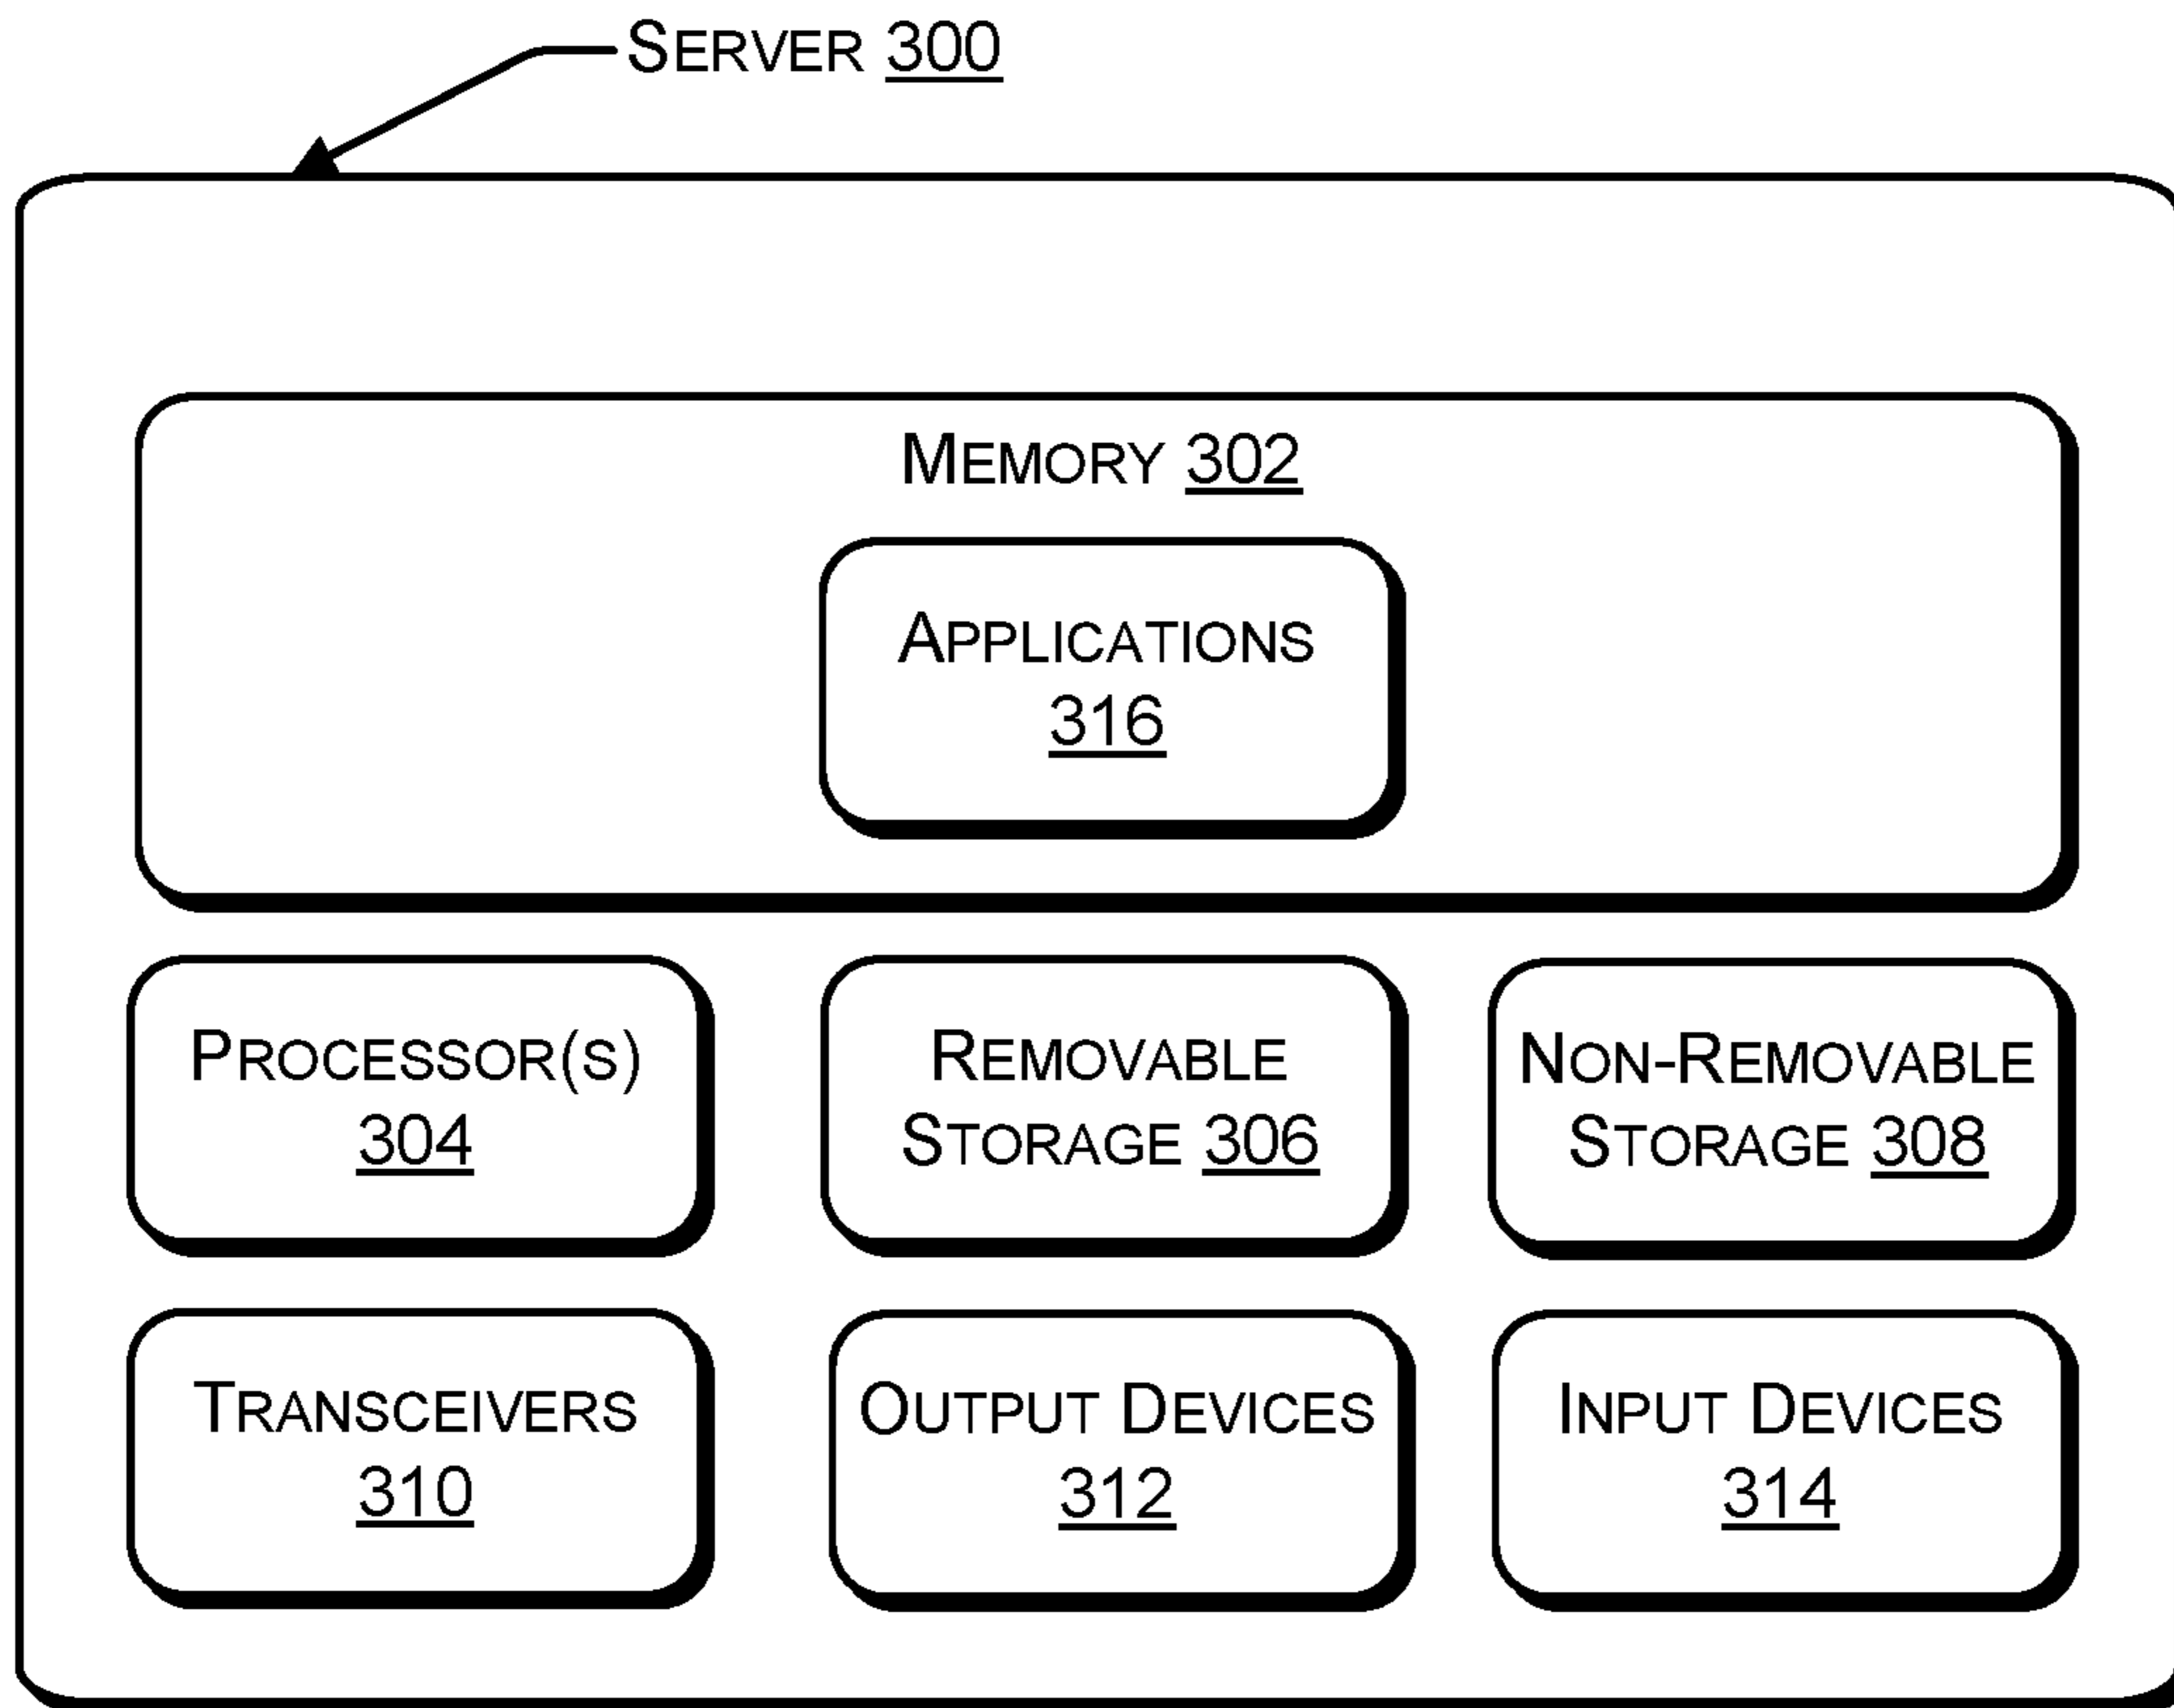 SERVER 300
MEMORY 302
APPLICATIONS
316
PROCESSOR(S)
304
REMOVABLE
STORAGE 306
NON-REMOVABLE
STORAGE 308
TRANSCEIVERS
310
OUTPUT DEVICES
312
INPUT DEVICES
314